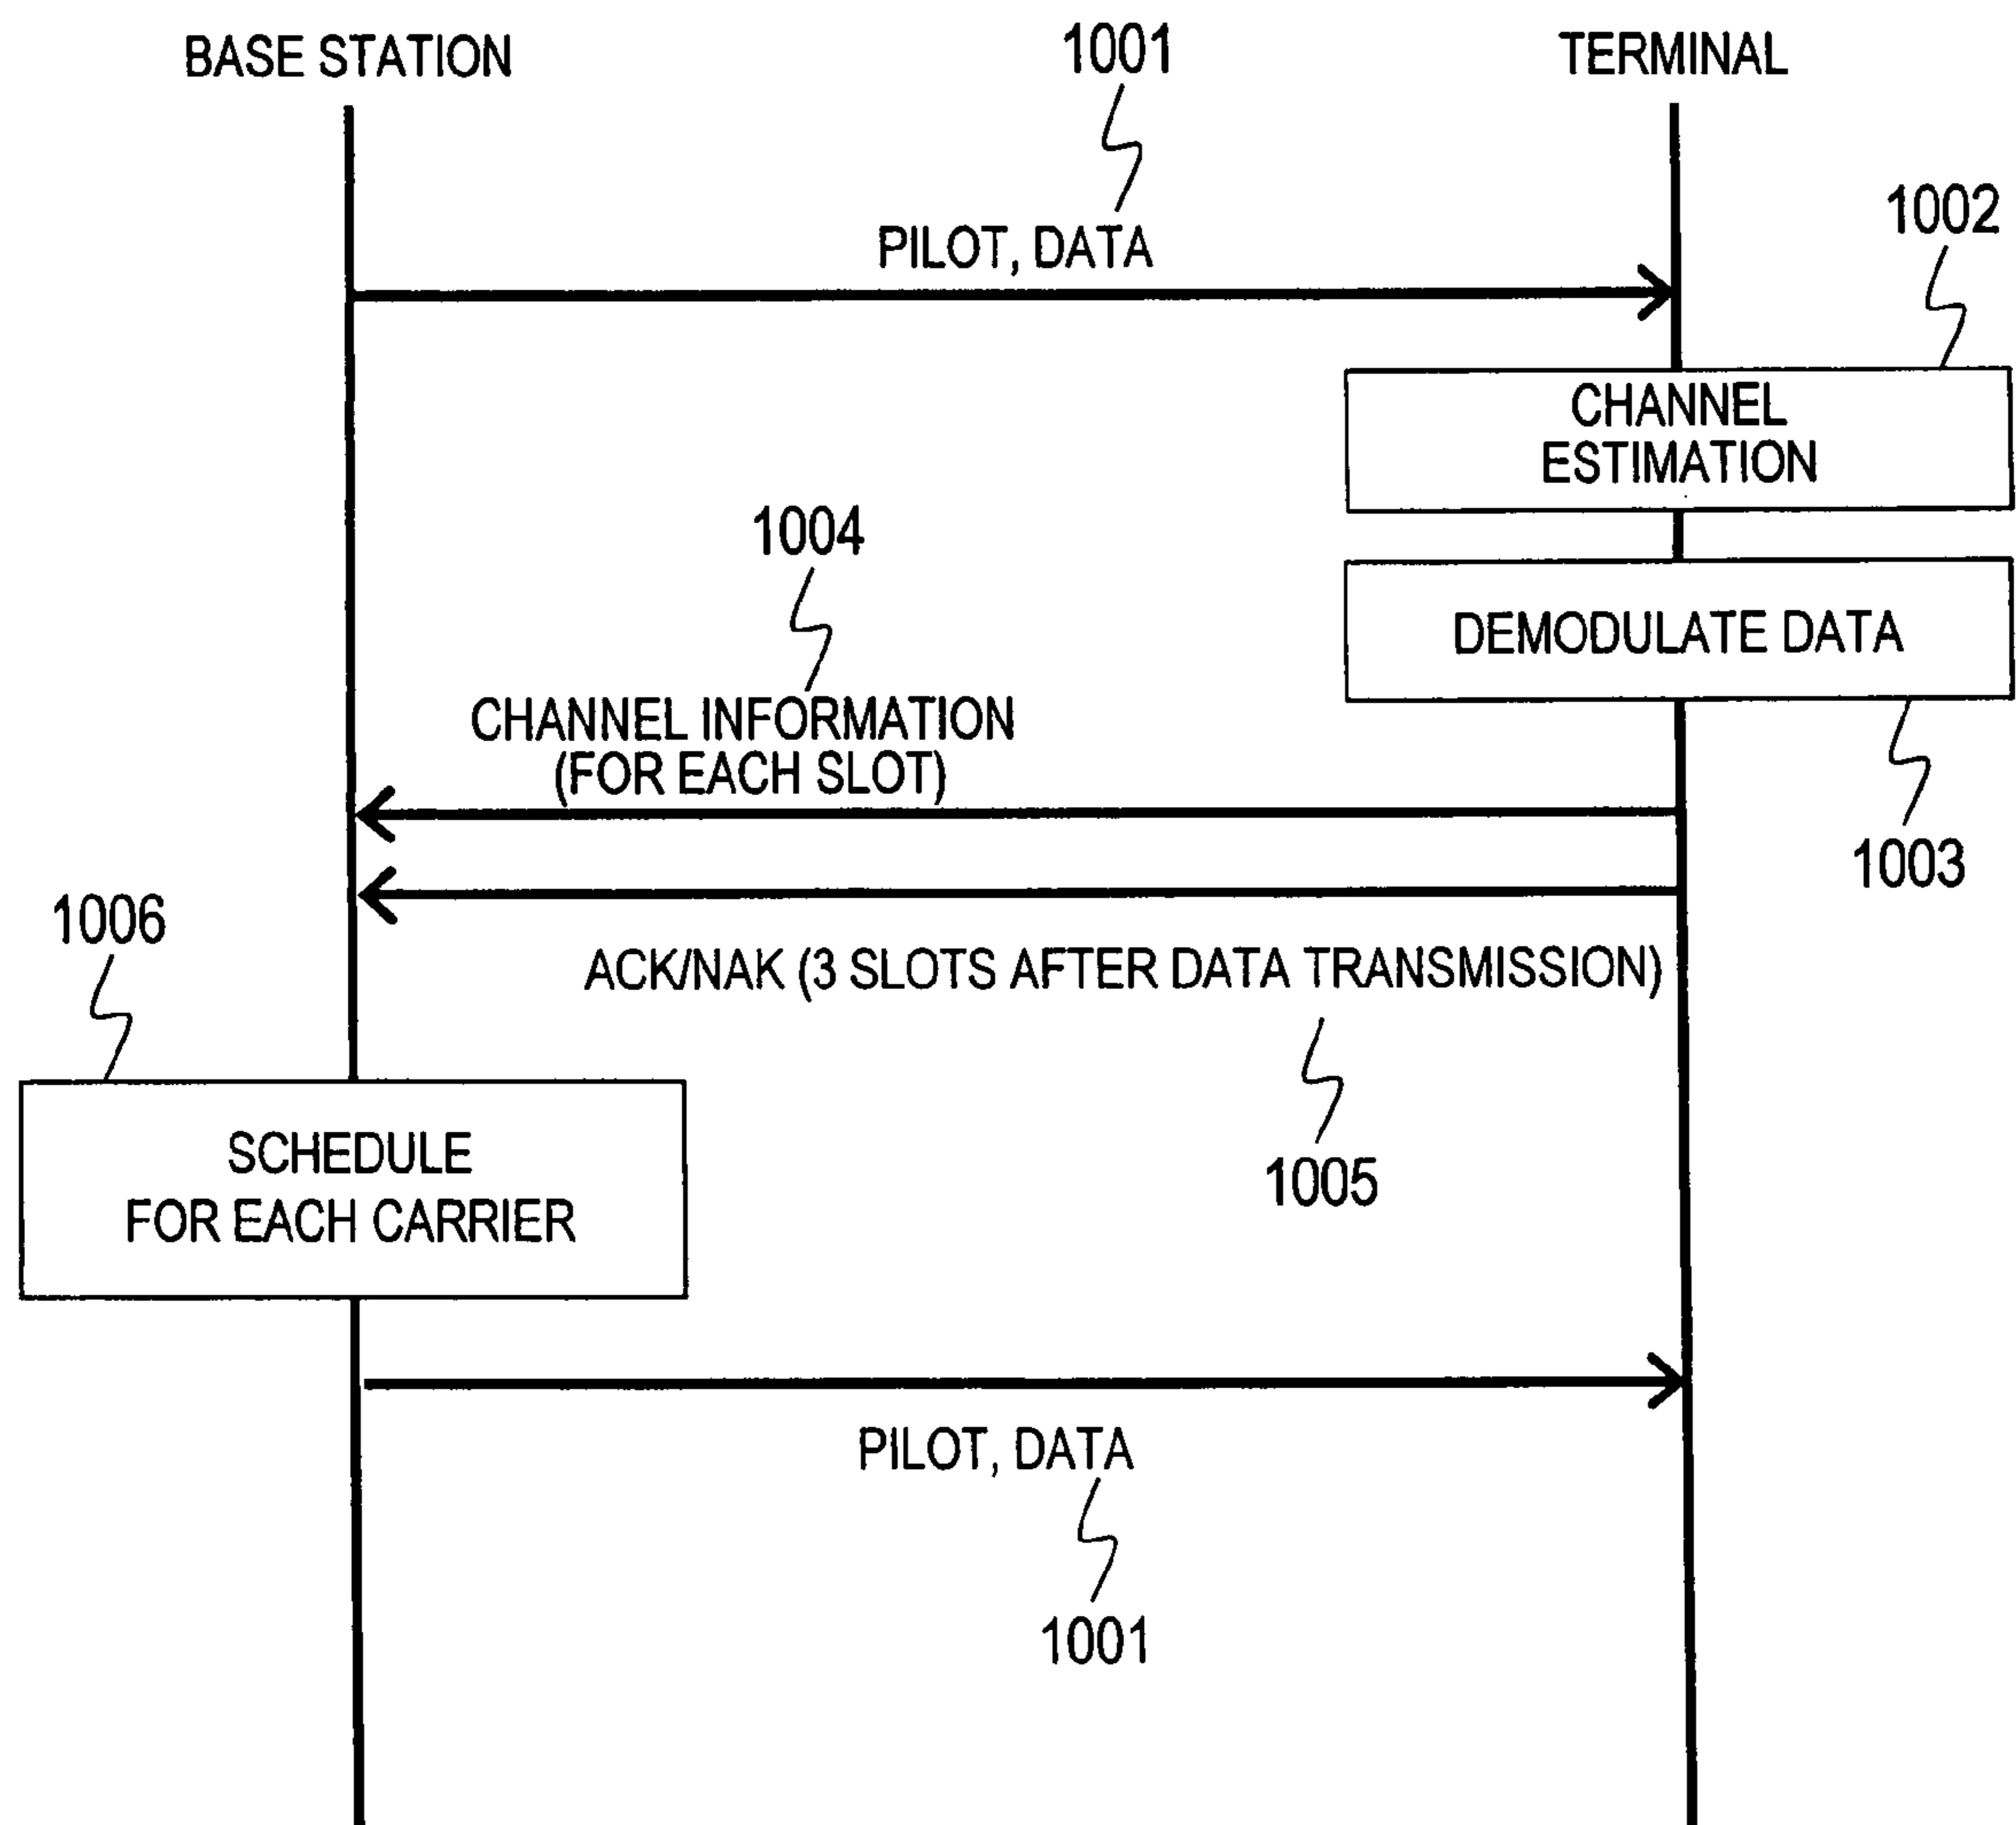 BASE STATION
1001
TERMINAL
1002
PILOT, DATA
CHANNEL
ESTIMATION
1004
DEMODULATE DATA
CHANNEL INFORMATION
(FOR EACH SLOT)
1003
1006
ACK/NAK (3 SLOTS AFTER DATA TRANSMISSION)
SCHEDULE
FOR EACH CARRIER
1005
PILOT, DATA
1001